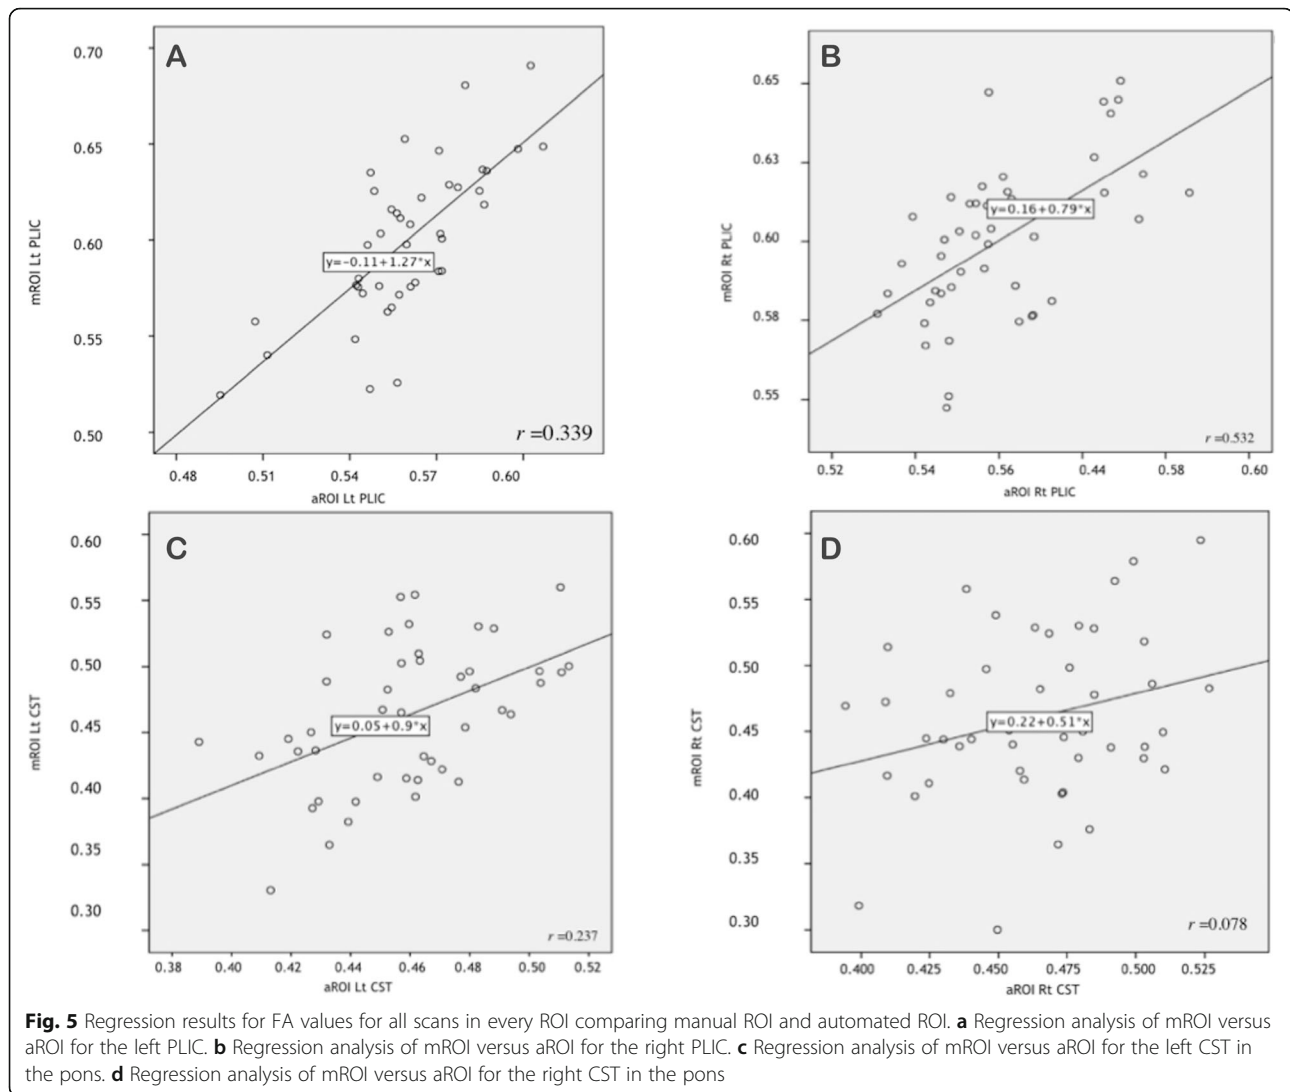 A
0.70
0.65
0.60
0.55
0.50
mROI Lt PLIC
y=-0.11+1.27*x
r =0.339
0.48 0.51 0.54 0.57 0.60
aROI Lt PLIC
B
0.65
0.63
0.60
0.58
0.55
mROI Rt PLIC
y=0.16+0.79*x
r =0.532
0.52 0.54 0.56 0.44 0.58 0.60
aROI Rt PLIC
C
0.60
0.55
0.50
0.45
0.40
0.35
0.30
mROI Lt CST
y=0.05+0.9*x
r =0.237
0.38 0.40 0.42 0.44 0.46 0.48 0.50 0.52
aROI Lt CST
D
0.60
0.55
0.50
0.45
0.40
0.35
0.30
mROI Rt CST
y=0.22+0.51*x
r =0.078
0.400 0.425 0.450 0.475 0.500 0.525
aROI Rt CST
Fig. 5 Regression results for FA values for all scans in every ROI comparing manual ROI and automated ROI. a Regression analysis of mROI versus
aROI for the left PLIC. b Regression analysis of mROI versus aROI for the right PLIC. c Regression analysis of mROI versus aROI for the left CST in
the pons. d Regression analysis of mROI versus aROI for the right CST in the pons